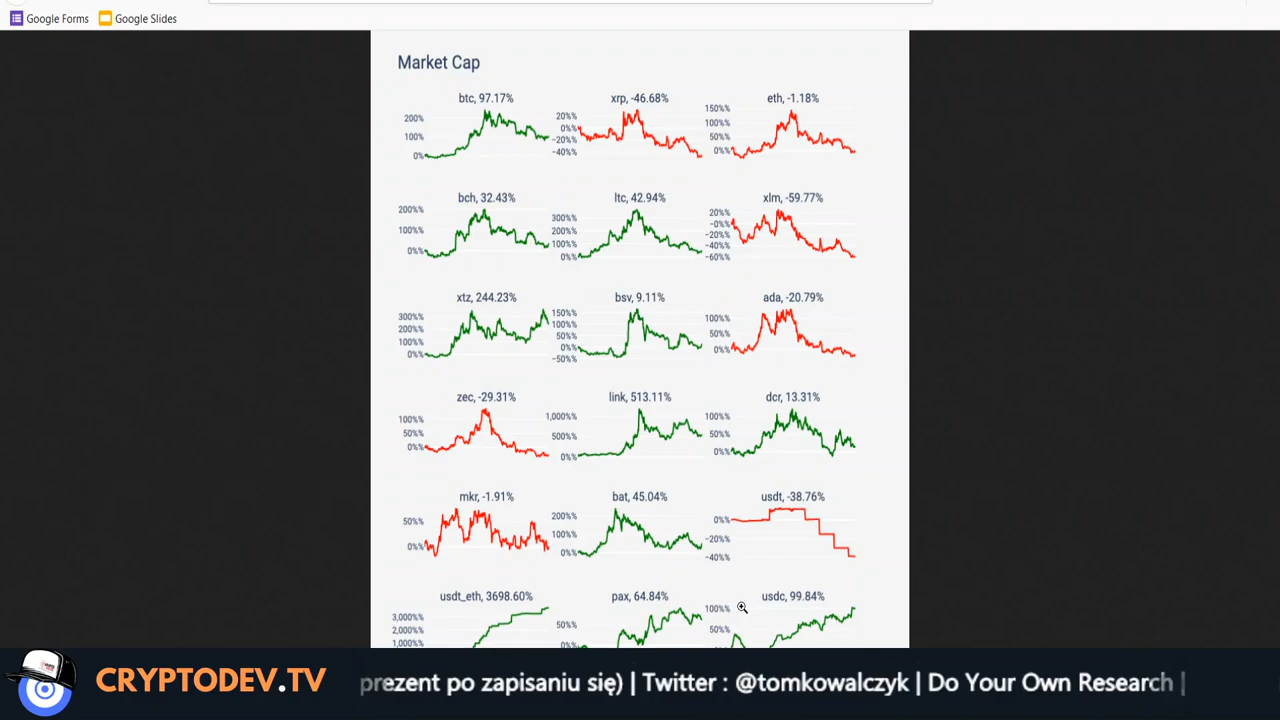 Google Forms Google Slides
Market Cap
btc, 97.17% xrp, -46.68% eth, -1.18%
200% 20% 150%
100% 0% 100%
0% −20% 50%
−40% 0%
bch, 32.43% ltc, 42.94% xlm, -59.77%
200% 300% 20%
100% 200% −0%
0% 100% −20%
0% −40%
−60%
xtz, 244.23% bsv, 9.11% ada, -20.79%
300% 150% 100%
200% 100% 50%
100% 50% 0%
0% 0%
−50%
zec, -29.31% link, 513.11% dcr, 13.31%
100% 1,000% 100%
50% 500% 50%
0% 0% 0%
mkr, -1.91% bat, 45.04% usdt, -38.76%
50% 200% 0%
0% 100% −20%
0% −40%
usdt_eth, 3698.60% pax, 64.84% usdc, 99.84%
3,000% 50% 100%
2,000% 0% 50%
1,000%
CRYPTODEV.TV prezent po zapisaniu się) | Twitter : @tomkowalczyk | Do Your Own Research |